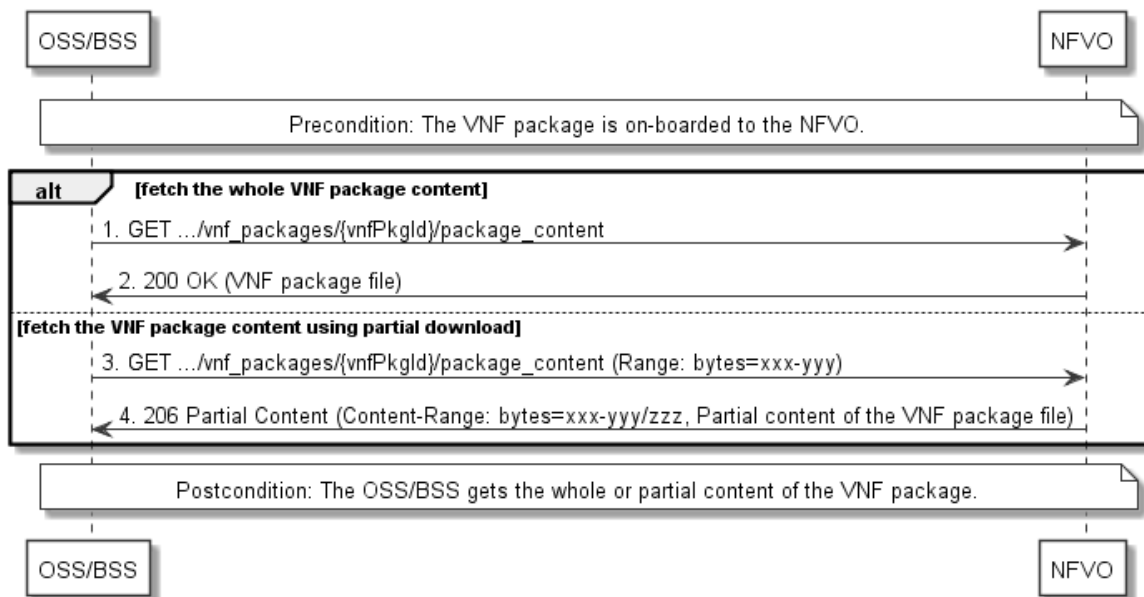 OSS/BSS
NFVO
Precondition: The VNF package is on-boarded to the NFVO.
alt
[fetch the whole VNF package content]
1. GET .../vnf_packages/{vnfPkgId}/package_content
2. 200 OK (VNF package file)
[fetch the VNF package content using partial download]
3. GET .../vnf_packages/{vnfPkgId}/package_content (Range: bytes=xxx-yyy)
4. 206 Partial Content (Content-Range: bytes=xxx-yyy/zzz, Partial content of the VNF package file)
Postcondition: The OSS/BSS gets the whole or partial content of the VNF package.
OSS/BSS
NFVO